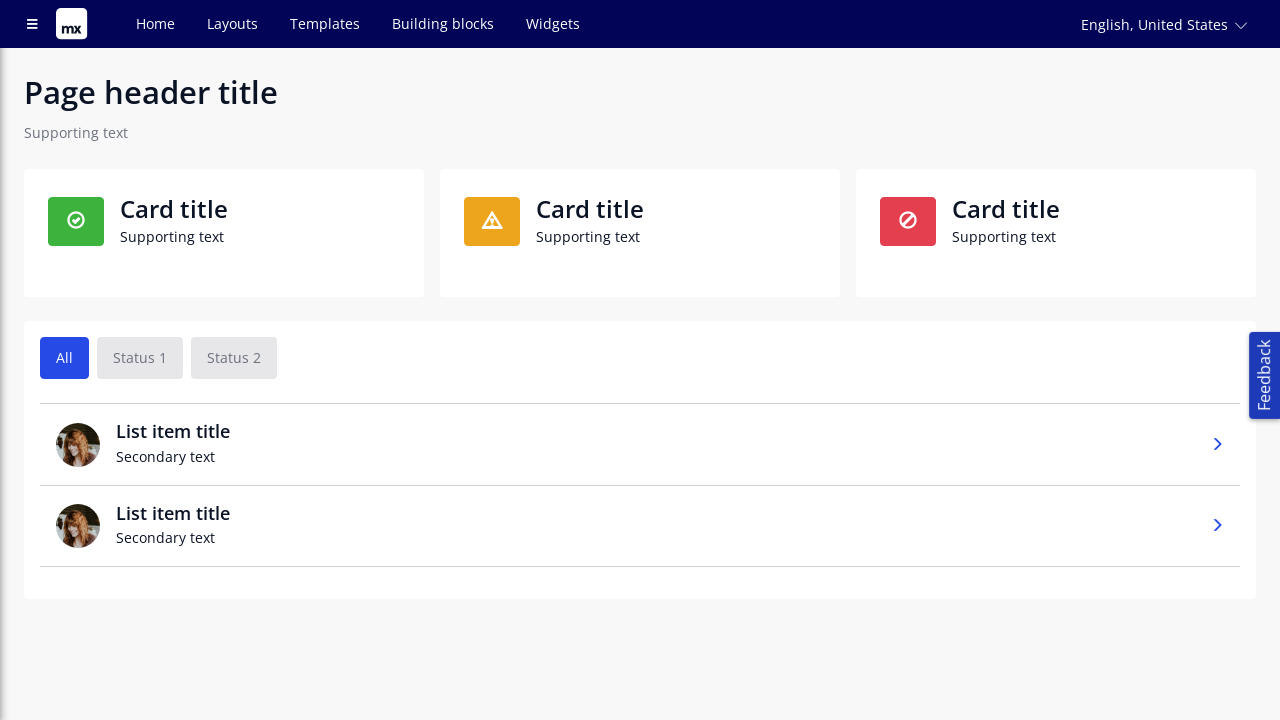 mx
Home
Layouts
Templates
Building blocks
Widgets
English, United States
Page header title
Supporting text
Card title
Supporting text
Card title
Supporting text
Card title
Supporting text
All
Status 1
Status 2
Feedback
List item title
Secondary text
List item title
Secondary text